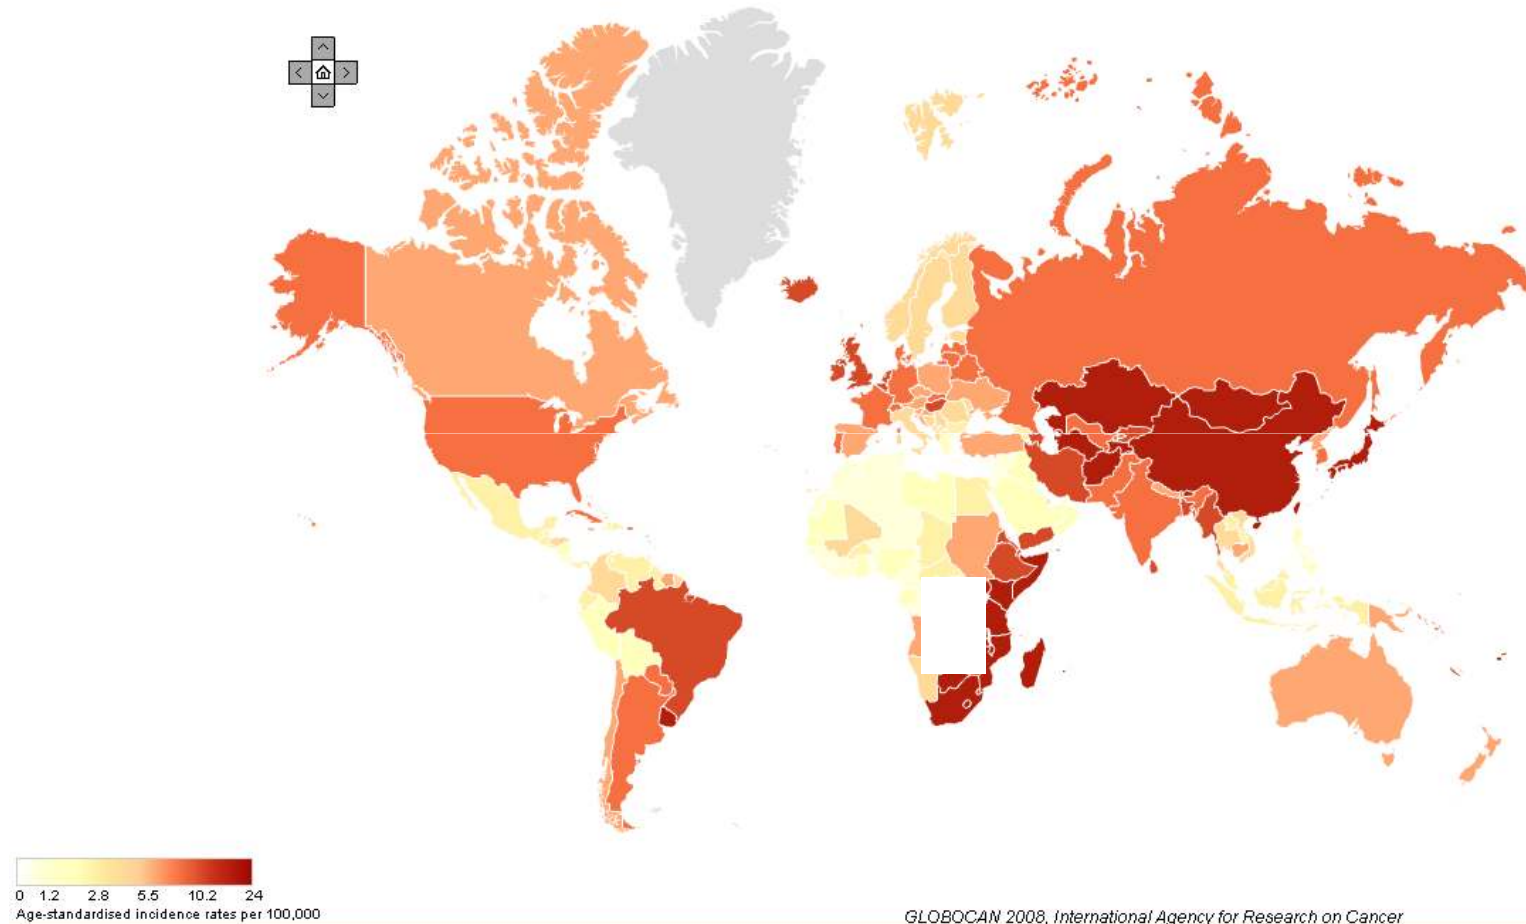 0 1.2 2.8 5.5 10.2 24
Age-standardised incidence rates per 100,000
GLOBOCAN 2008, International Agency for Research on Cancer